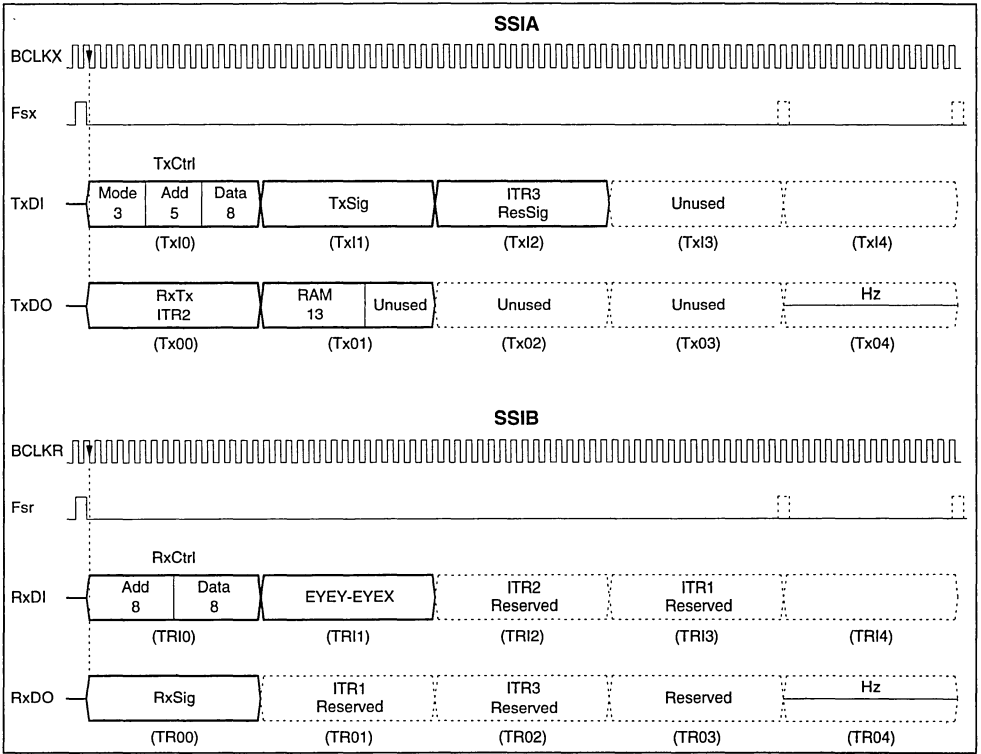 SSIA
BCLKX
Fsx
TxCtrl
TxDI
Mode 3
Add 5
Data 8
TxSig
ITR3 ResSig
Unused
(TxI0) (TxI1) (TxI2) (TxI3) (TxI4)
TxDO
RxTx ITR2
RAM 13
Unused
Unused
Unused
Hz
(Tx00) (Tx01) (Tx02) (Tx03) (Tx04)
SSIB
BCLKR
Fsr
RxCtrl
RxDI
Add 8
Data 8
EYEY-EYEX
ITR2 Reserved
ITR1 Reserved
(TRI0) (TRI1) (TRI2) (TRI3) (TRI4)
RxDO
RxSig
ITR1 Reserved
ITR3 Reserved
Reserved
Hz
(TR00) (TR01) (TR02) (TR03) (TR04)